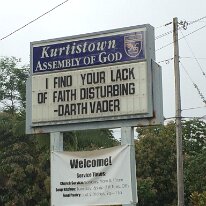 Kurtistown
ASSEMBLY OF GOD
I FIND YOUR LACK
OF FAITH DISTURBING
-DARTH VADER
Welcome!
Service Times: